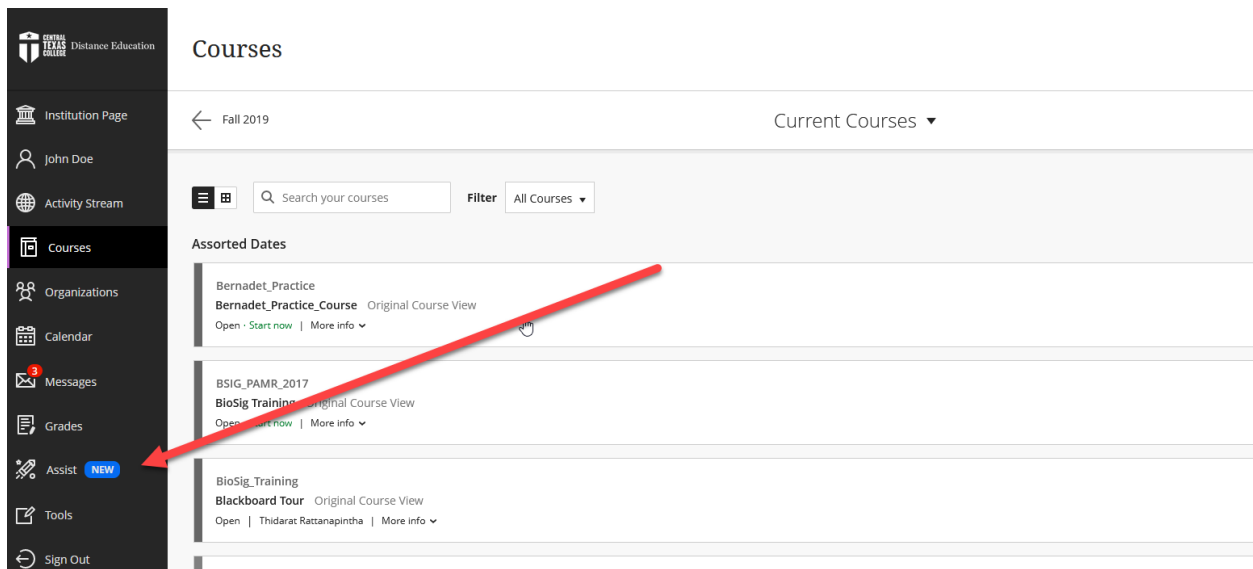 CENTRAL
TEXAS
COLLEGE
Distance Education
Institution Page
John Doe
Activity Stream
Courses
Organizations
Calendar
3
Messages
Grades
Assist NEW
Tools
Sign Out
Courses
Fall 2019
Current Courses
Search your courses
Filter All Courses
Assorted Dates
Bernadet_Practice
Bernadet_Practice_Course Original Course View
Open · Start now | More info
BSIG_PAMR_2017
BioSig Training Original Course View
Open · Start now | More info
BioSig_Training
Blackboard Tour Original Course View
Open | Thidarat Rattanapintha | More info